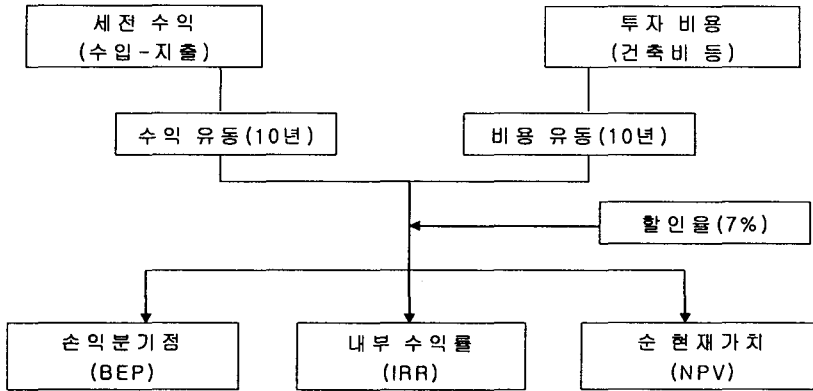 세전 수익
(수입-지출)
투자 비용
(건축비 등)
수익 유동(10년)
비용 유동(10년)
할인율(7%)
손익분기점
(BEP)
내부 수익률
(IRR)
순 현재가치
(NPV)